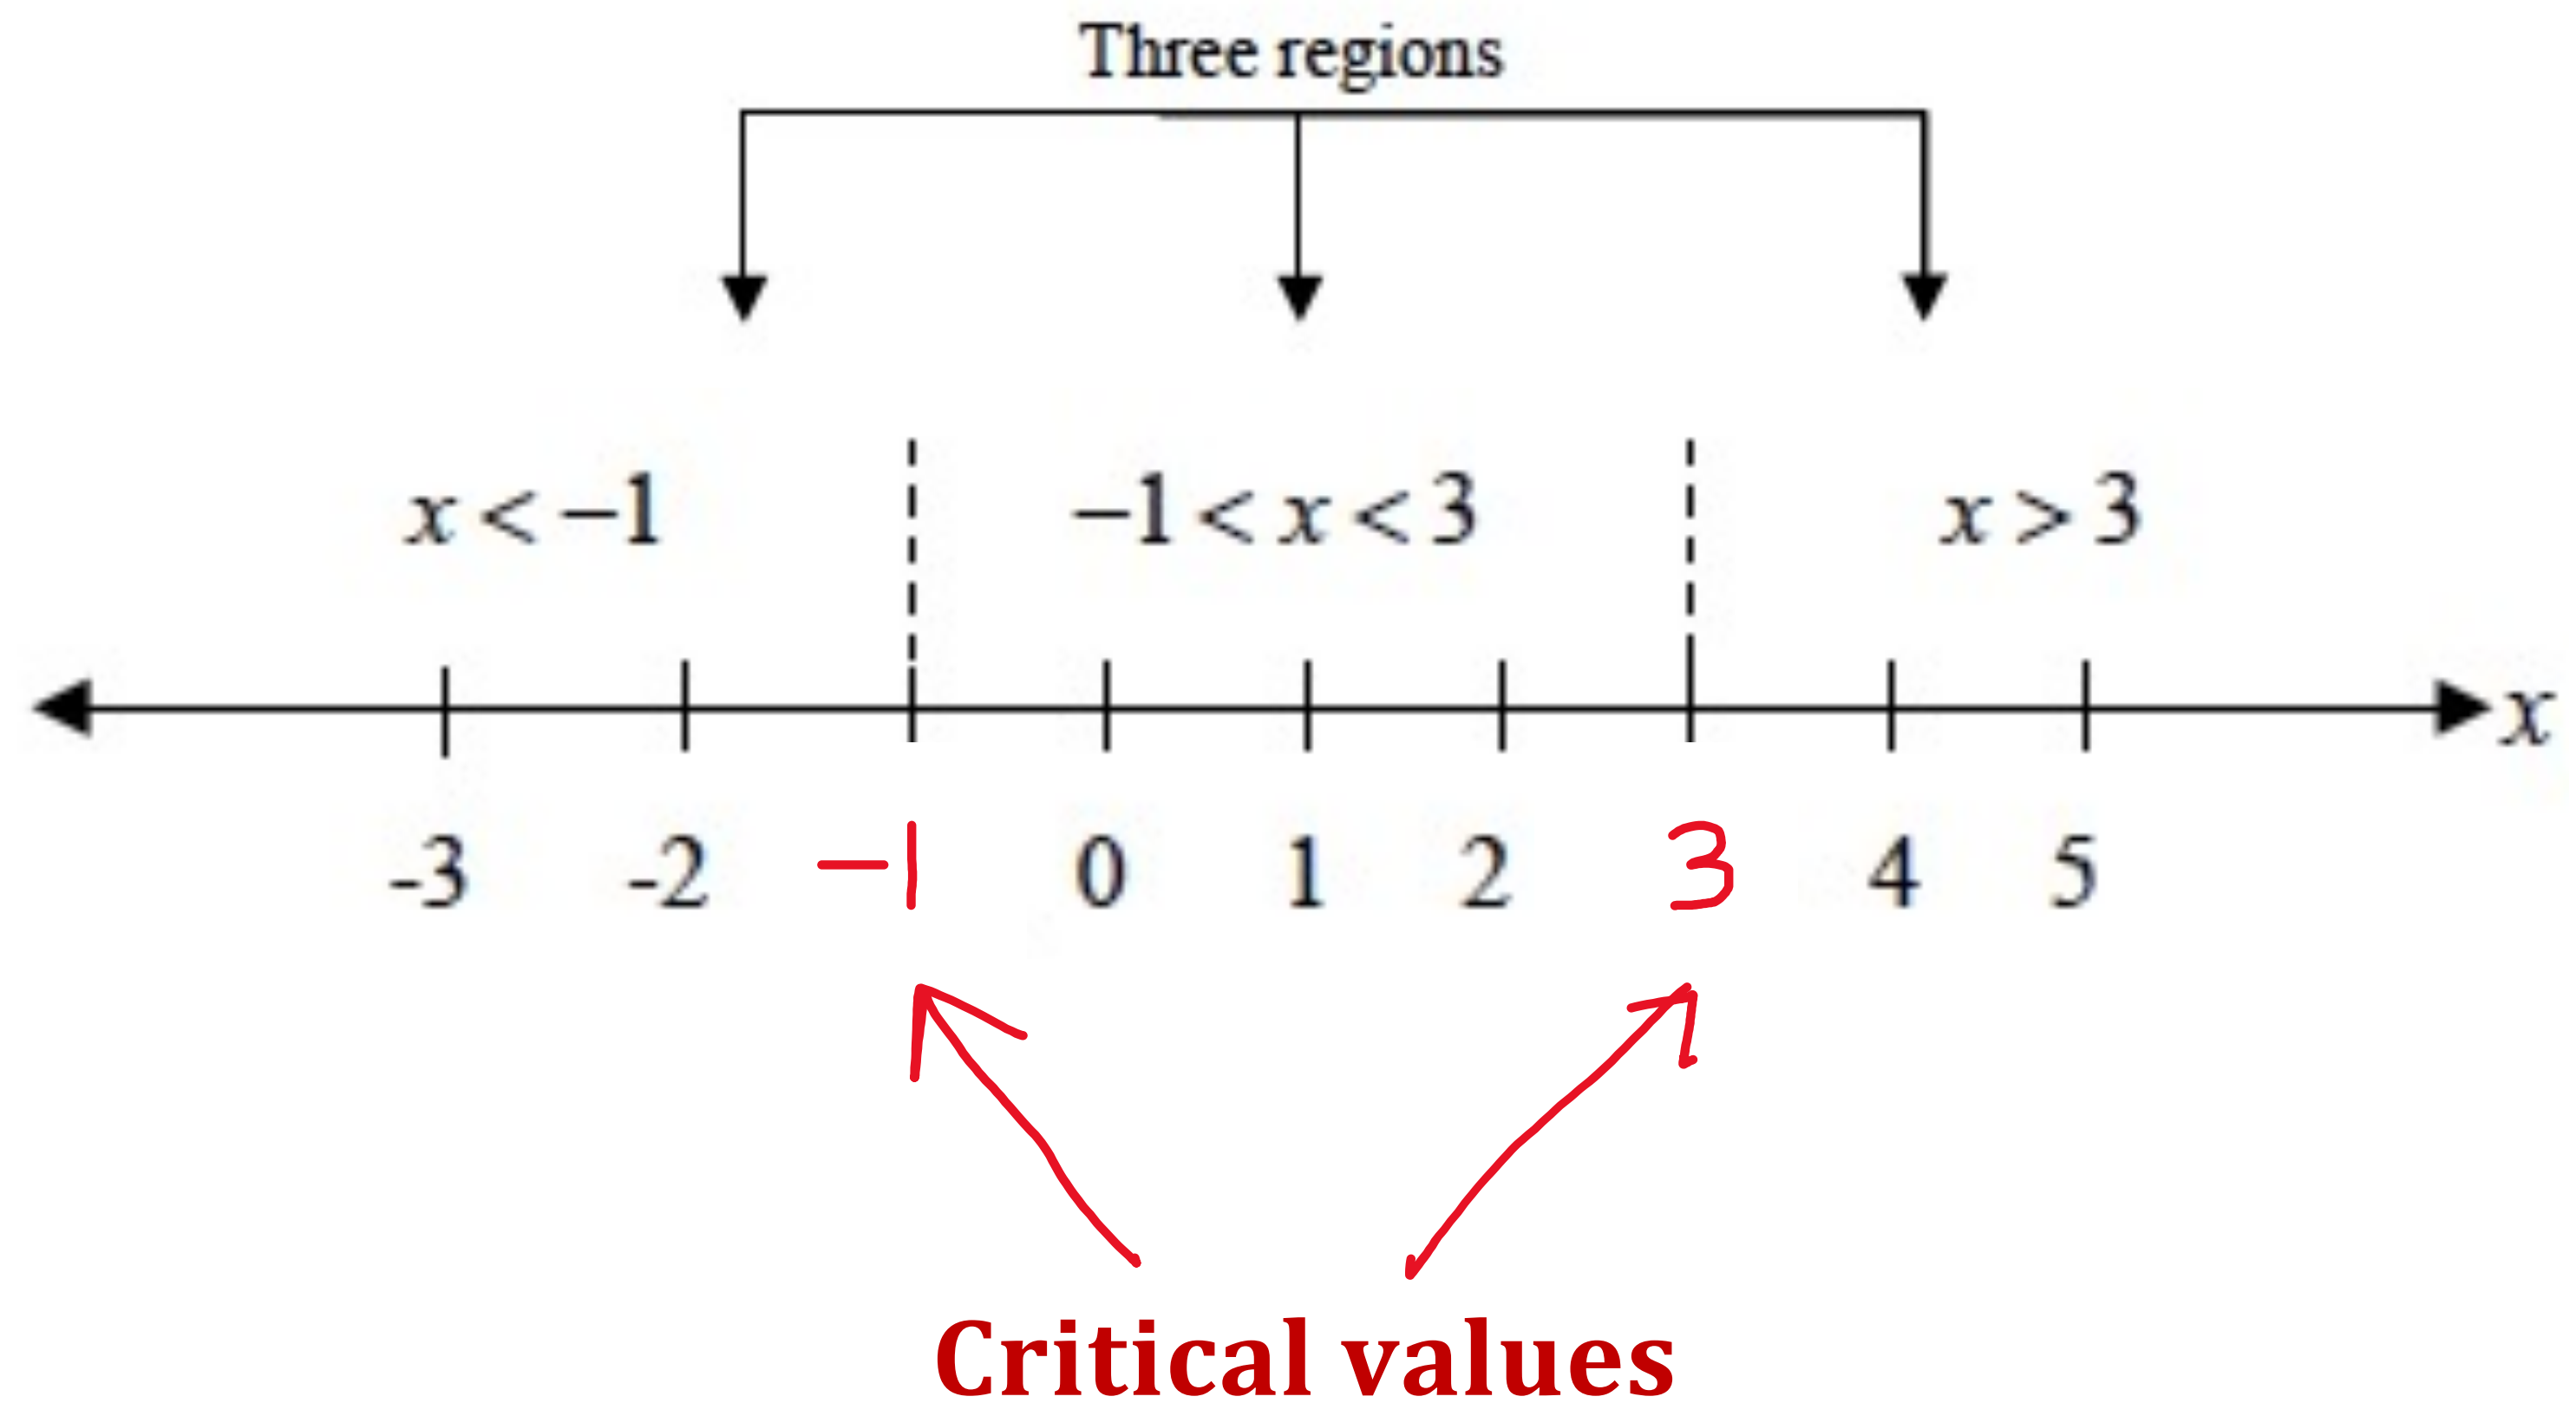 Three regions
x < −1 −1 < x < 3 x > 3
x
-3 -2 −1 0 1 2 3 4 5
Critical values